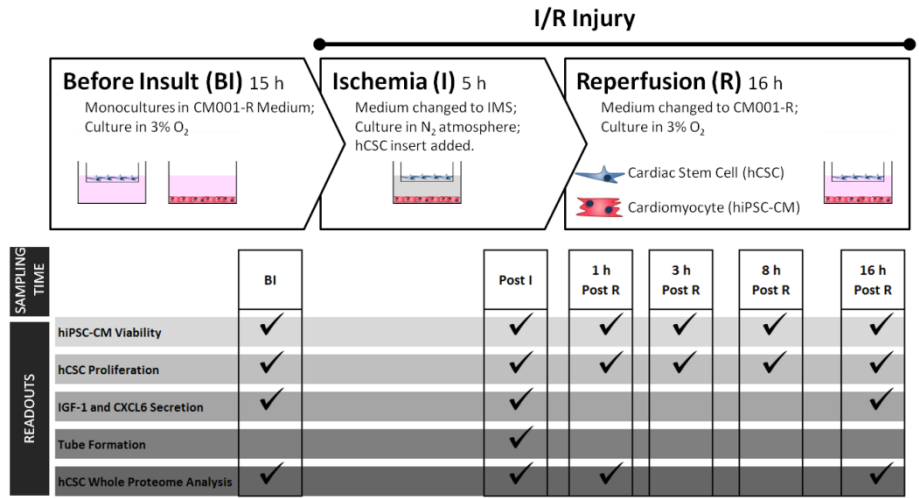 I/R Injury
Before Insult (BI) 15 h
Monocultures in CM001-R Medium;
Culture in 3% O₂
Ischemia (I) 5 h
Medium changed to IMS;
Culture in N₂ atmosphere;
hCSC insert added.
Reperfusion (R) 16 h
Medium changed to CM001-R;
Culture in 3% O₂
Cardiac Stem Cell (hCSC)
Cardiomyocyte (hiPSC-CM)
SAMPLING
TIME
BI
Post I
1 h
Post R
3 h
Post R
8 h
Post R
16 h
Post R
READOUTS
hiPSC-CM Viability
hCSC Proliferation
IGF-1 and CXCL6 Secretion
Tube Formation
hCSC Whole Proteome Analysis